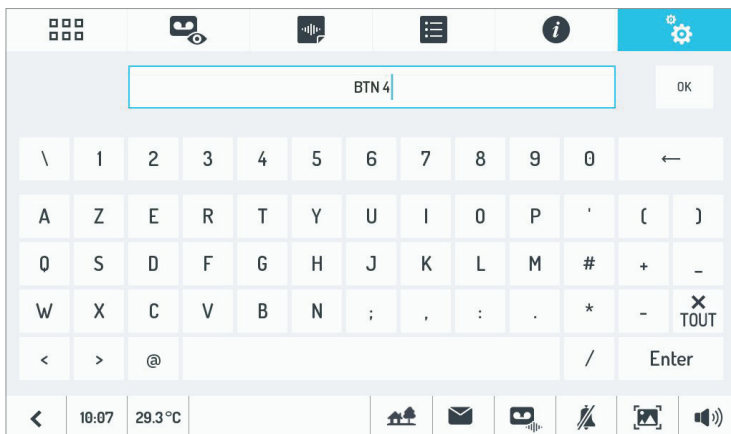 BTN 4
OK
\ 1 2 3 4 5 6 7 8 9 0 ←
A Z E R T Y U I O P ' ( )
Q S D F G H J K L M # + _
W X C V B N ; , : . * - × TOUT
< > @ / Enter
10:07 29.3°C